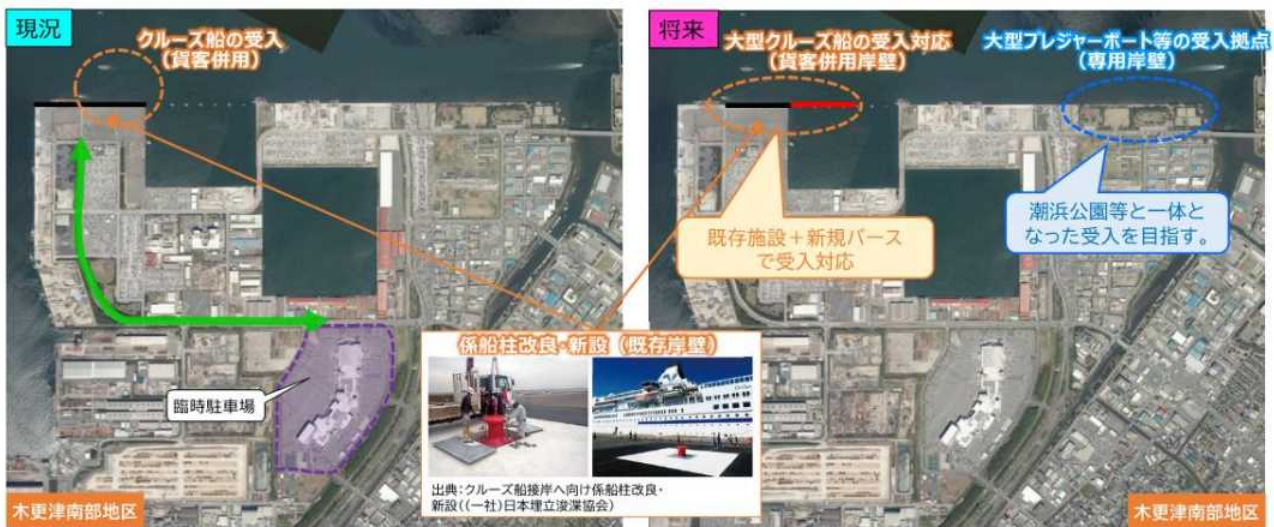 現況
クルーズ船の受入
(貨客併用)
臨時駐車場
木更津南部地区
係船柱改良・新設（既存岸壁）
出典:クルーズ船接岸へ向け係船柱改良・
新設((一社)日本埋立浚渫協会)
将来
大型クルーズ船の受入対応
(貨客併用岸壁)
大型プレジャーボート等の受入拠点
(専用岸壁)
既存施設＋新規バース
で受入対応
潮浜公園等と一体と
なった受入を目指す。
木更津南部地区